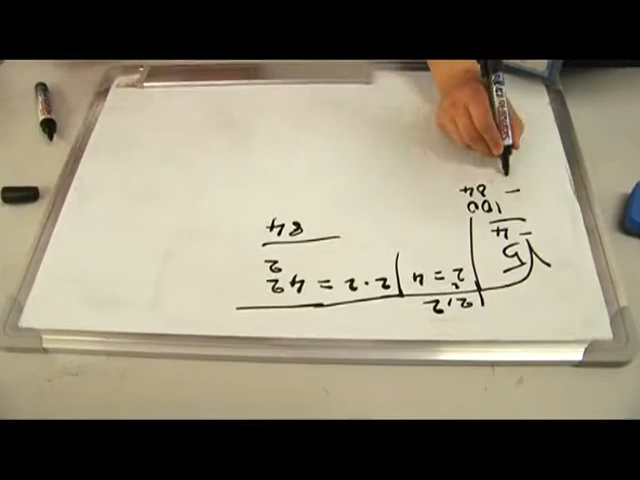 2,2
√5 | 2² = 4 | 2·2 = 42
-4 2
100 84
- 84